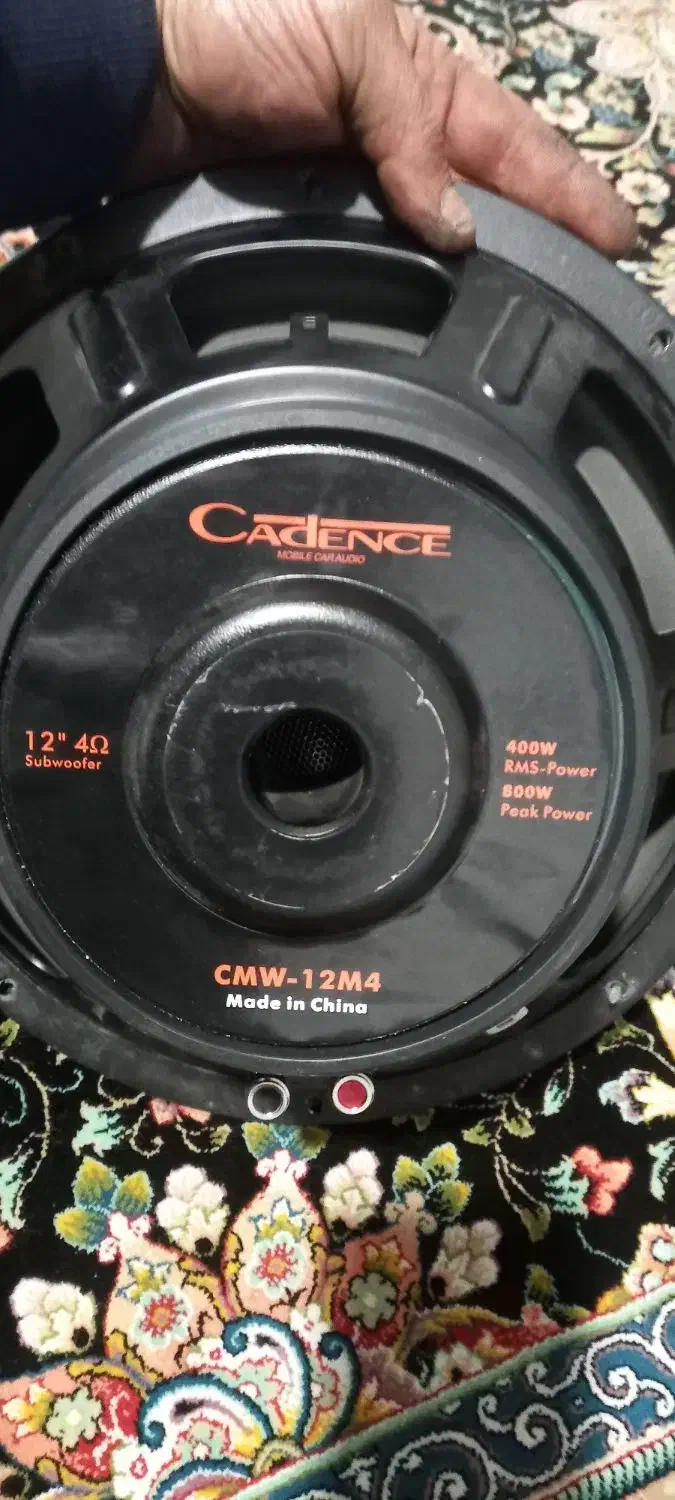 CADENCE
MOBILE CAR AUDIO
12" 4Ω
Subwoofer
400W
RMS-Power
800W
Peak Power
CMW-12M4
Made in China